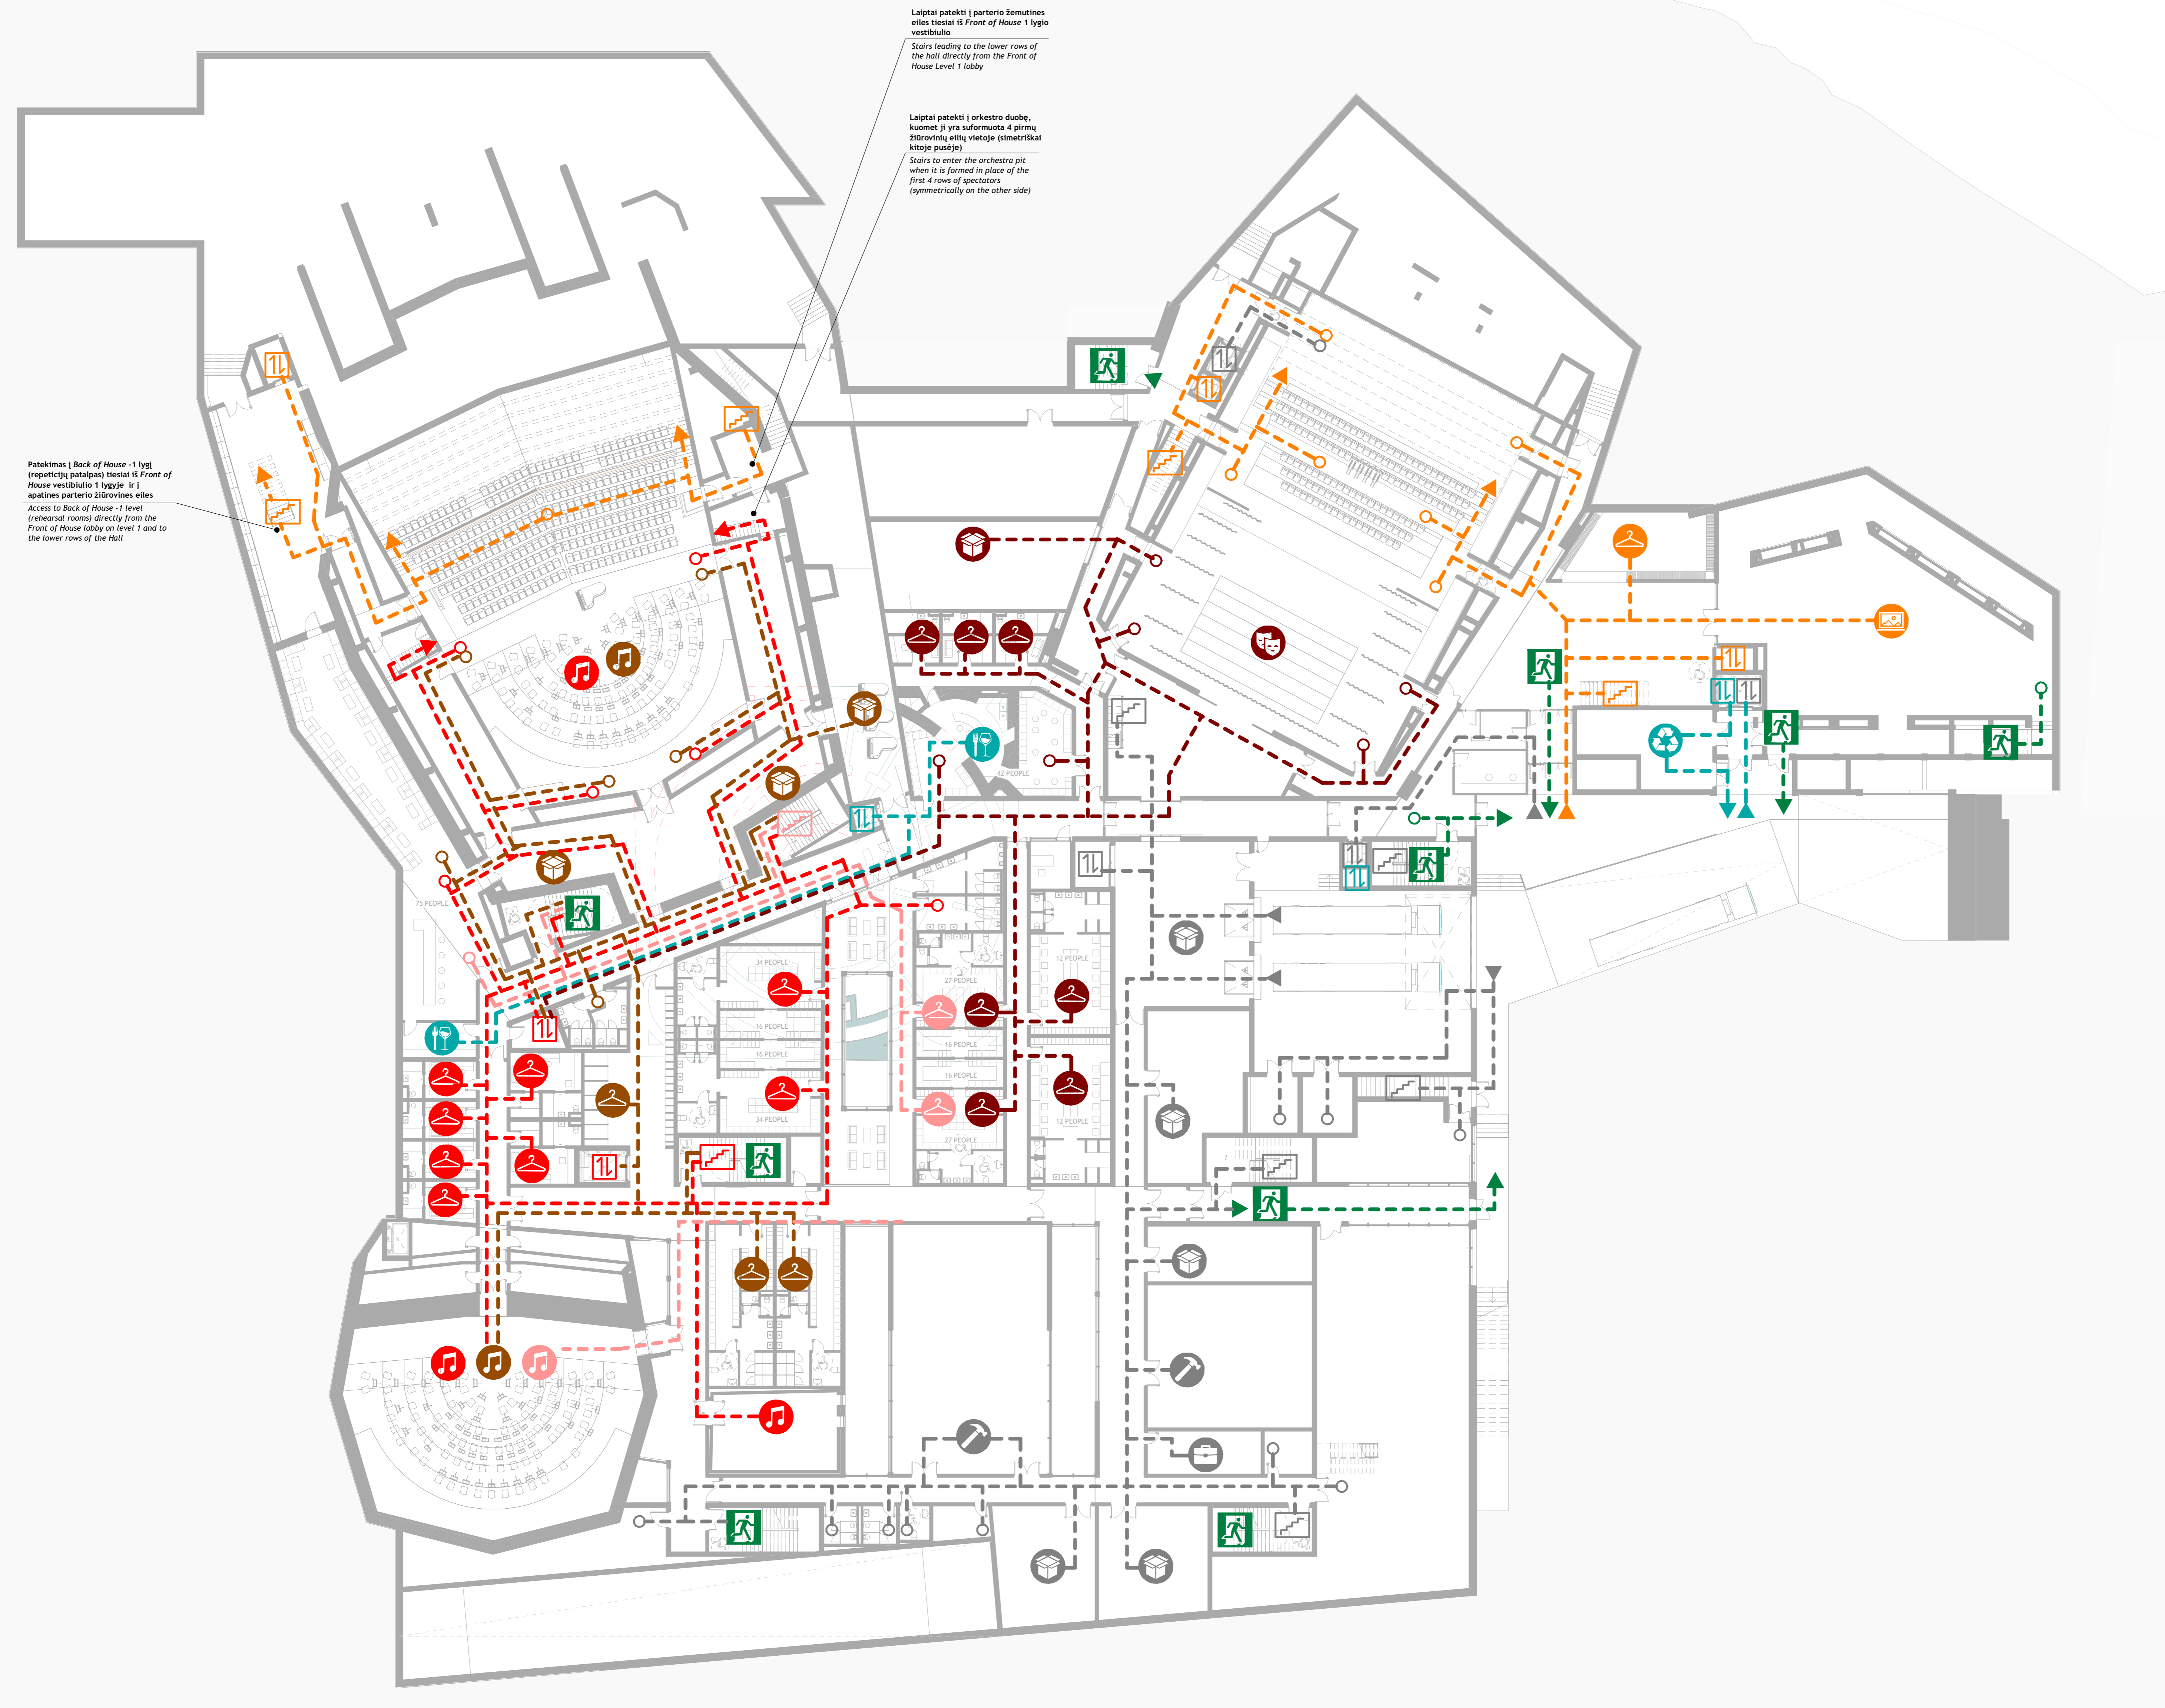 Laiptai patekti į parterio žemutines
eiles tiesiai iš Front of House 1 lygio
vestibiulio
Stairs leading to the lower rows of
the hall directly from the Front of
House Level 1 lobby
Laiptai patekti į orkestro duobę,
kuomet ji yra suformuota 4 pirmų
žiūrovinių eilių vietoje (simetriškai
kitoje pusėje)
Stairs to enter the orchestra pit
when it is formed in place of the
first 4 rows of spectators
(symmetrically on the other side)
Patekimas į Back of House -1 lygį
(repeticijų patalpas) tiesiai iš Front of
House vestibiulio 1 lygyje ir į
apatines parterio žiūrovines eiles
Access to Back of House -1 level
(rehearsal rooms) directly from the
Front of House lobby on level 1 and to
the lower rows of the Hall
42 PEOPLE
75 PEOPLE
34 PEOPLE
16 PEOPLE
16 PEOPLE
34 PEOPLE
27 PEOPLE
16 PEOPLE
16 PEOPLE
27 PEOPLE
12 PEOPLE
12 PEOPLE